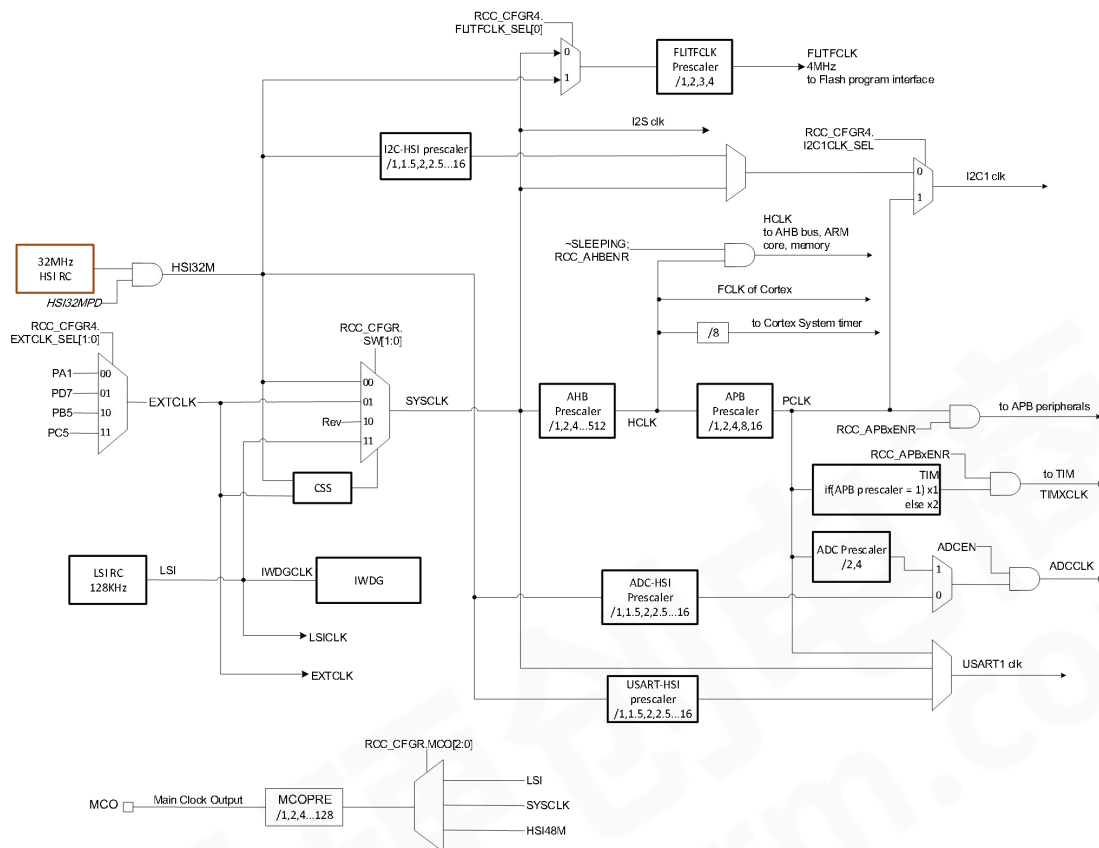 RCC_CFGR4.
FLITFCLK_SEL[0]
0
1
FLITFCLK
Prescaler
/1,2,3,4
FLITFCLK
4MHz
to Flash program interface
I2S clk
RCC_CFGR4.
I2C1CLK_SEL
I2C-HSI prescaler
/1,1.5,2,2.5...16
0
1
I2C1 clk
HCLK
to AHB bus, ARM
core, memory
~SLEEPING;
RCC_AHBENR
32MHz
HSI RC
HSI32M
HSI32MPD
FCLK of Cortex
/8
to Cortex System timer
RCC_CFGR4.
EXTCLK_SEL[1:0]
RCC_CFGR.
SW[1:0]
PA1
00
PD7
01
PB5
10
PC5
11
EXTCLK
00
01
Rev
10
11
SYSCLK
AHB
Prescaler
/1,2,4...512
HCLK
APB
Prescaler
/1,2,4,8,16
PCLK
to APB peripherals
RCC_APBxENR
CSS
RCC_APBxENR
TIM
if(APB prescaler = 1) x1
else x2
to TIM
TIMXCLK
ADC Prescaler
/2,4
ADCEN
1
0
ADCCLK
LSI RC
128KHz
LSI
IWDGCLK
IWDG
ADC-HSI
Prescaler
/1,1.5,2,2.5...16
LSICLK
EXTCLK
USART-HSI
prescaler
/1,1.5,2,2.5...16
USART1 clk
RCC_CFGR.MCO[2:0]
MCO
Main Clock Output
MCOPRE
/1,2,4...128
LSI
SYSCLK
HSI48M